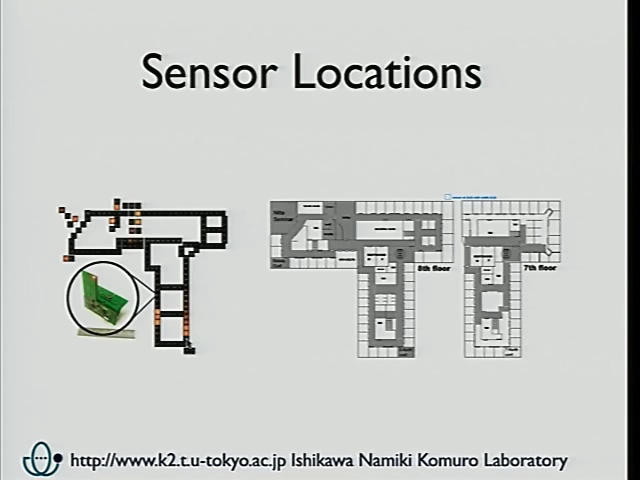 Sensor Locations
8th floor
7th floor
http://www.k2.t.u-tokyo.ac.jp Ishikawa Namiki Komuro Laboratory